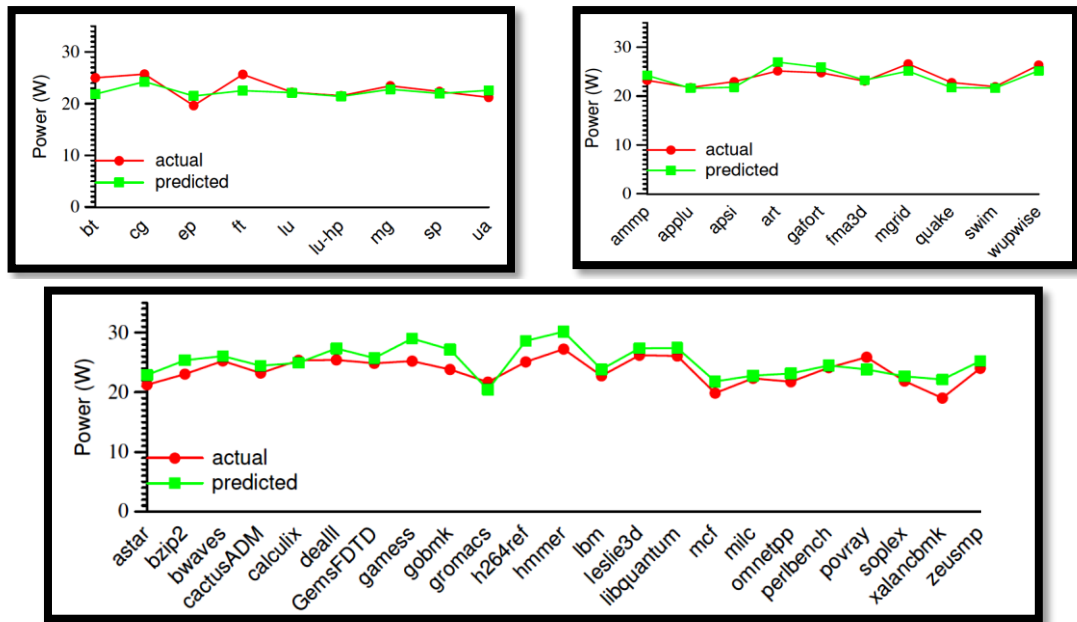 30
20
10
0
Power (W)
actual
predicted
bt
cg
ep
ft
lu
lu-hp
mg
sp
ua
30
20
10
0
Power (W)
actual
predicted
ammp
applu
apsi
art
gafort
fma3d
mgrid
quake
swim
wupwise
30
20
10
0
Power (W)
actual
predicted
astar
bzip2
bwaves
cactusADM
calculix
dealII
GemsFDTD
gamess
gobmk
gromacs
h264ref
hmmer
lbm
leslie3d
libquantum
mcf
milc
omnetpp
perlbench
povray
soplex
xalancbmk
zeusmp